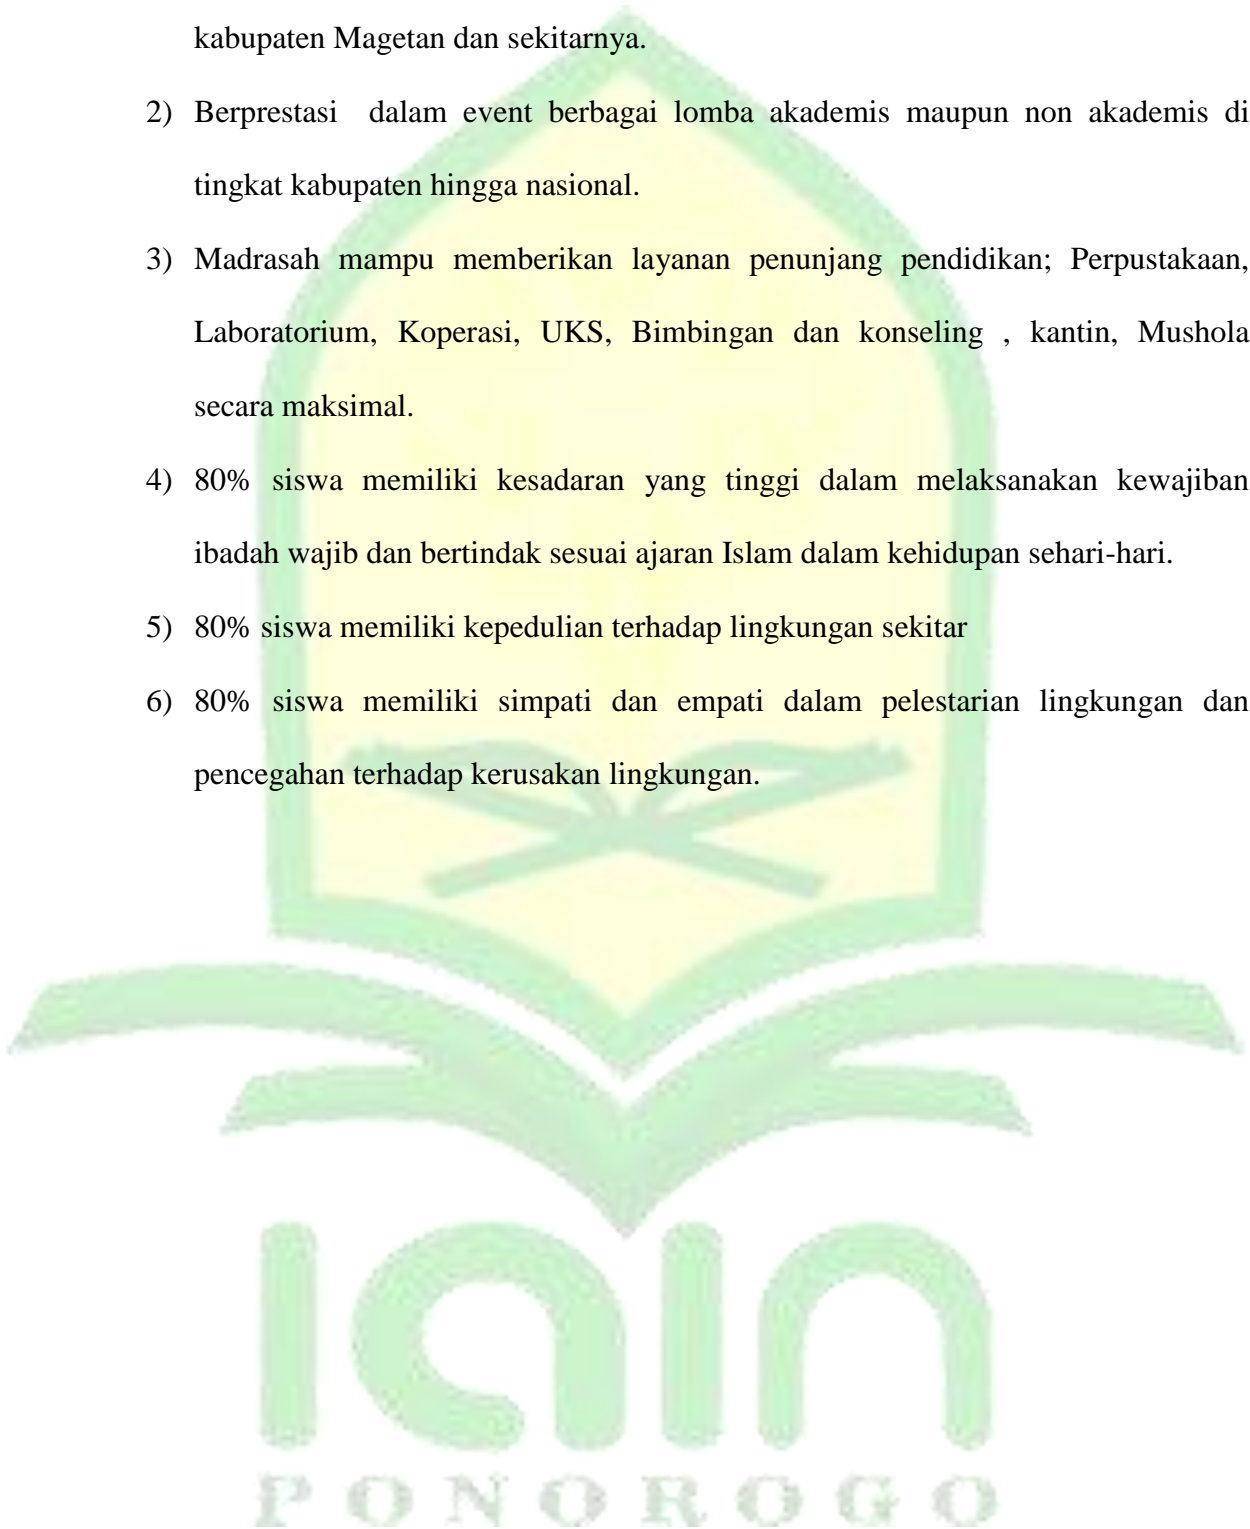 kabupaten Magetan dan sekitarnya.
2) Berprestasi dalam event berbagai lomba akademis maupun non akademis di
tingkat kabupaten hingga nasional.
3) Madrasah mampu memberikan layanan penunjang pendidikan; Perpustakaan,
Laboratorium, Koperasi, UKS, Bimbingan dan konseling , kantin, Mushola
secara maksimal.
4) 80% siswa memiliki kesadaran yang tinggi dalam melaksanakan kewajiban
ibadah wajib dan bertindak sesuai ajaran Islam dalam kehidupan sehari-hari.
5) 80% siswa memiliki kepedulian terhadap lingkungan sekitar
6) 80% siswa memiliki simpati dan empati dalam pelestarian lingkungan dan
pencegahan terhadap kerusakan lingkungan.
iain
PONOROGO